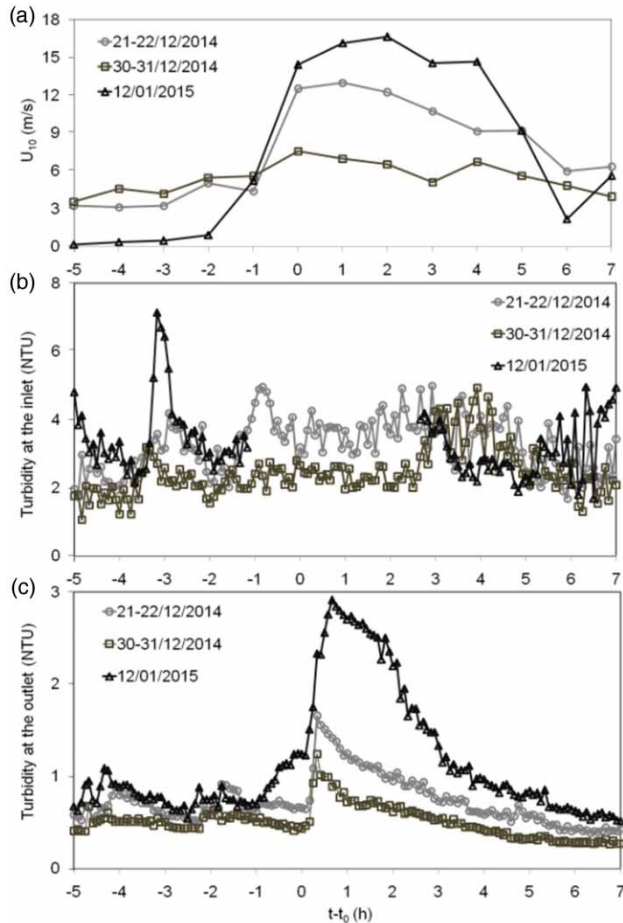 (a)
18
15
12
9
6
3
0
U10 (m/s)
21-22/12/2014
30-31/12/2014
12/01/2015
-5 -4 -3 -2 -1 0 1 2 3 4 5 6 7
(b)
8
6
4
2
0
Turbidity at the inlet (NTU)
21-22/12/2014
30-31/12/2014
12/01/2015
-5 -4 -3 -2 -1 0 1 2 3 4 5 6 7
(c)
3
2
1
0
Turbidity at the outlet (NTU)
21-22/12/2014
30-31/12/2014
12/01/2015
-5 -4 -3 -2 -1 0 1 2 3 4 5 6 7
t-t0 (h)